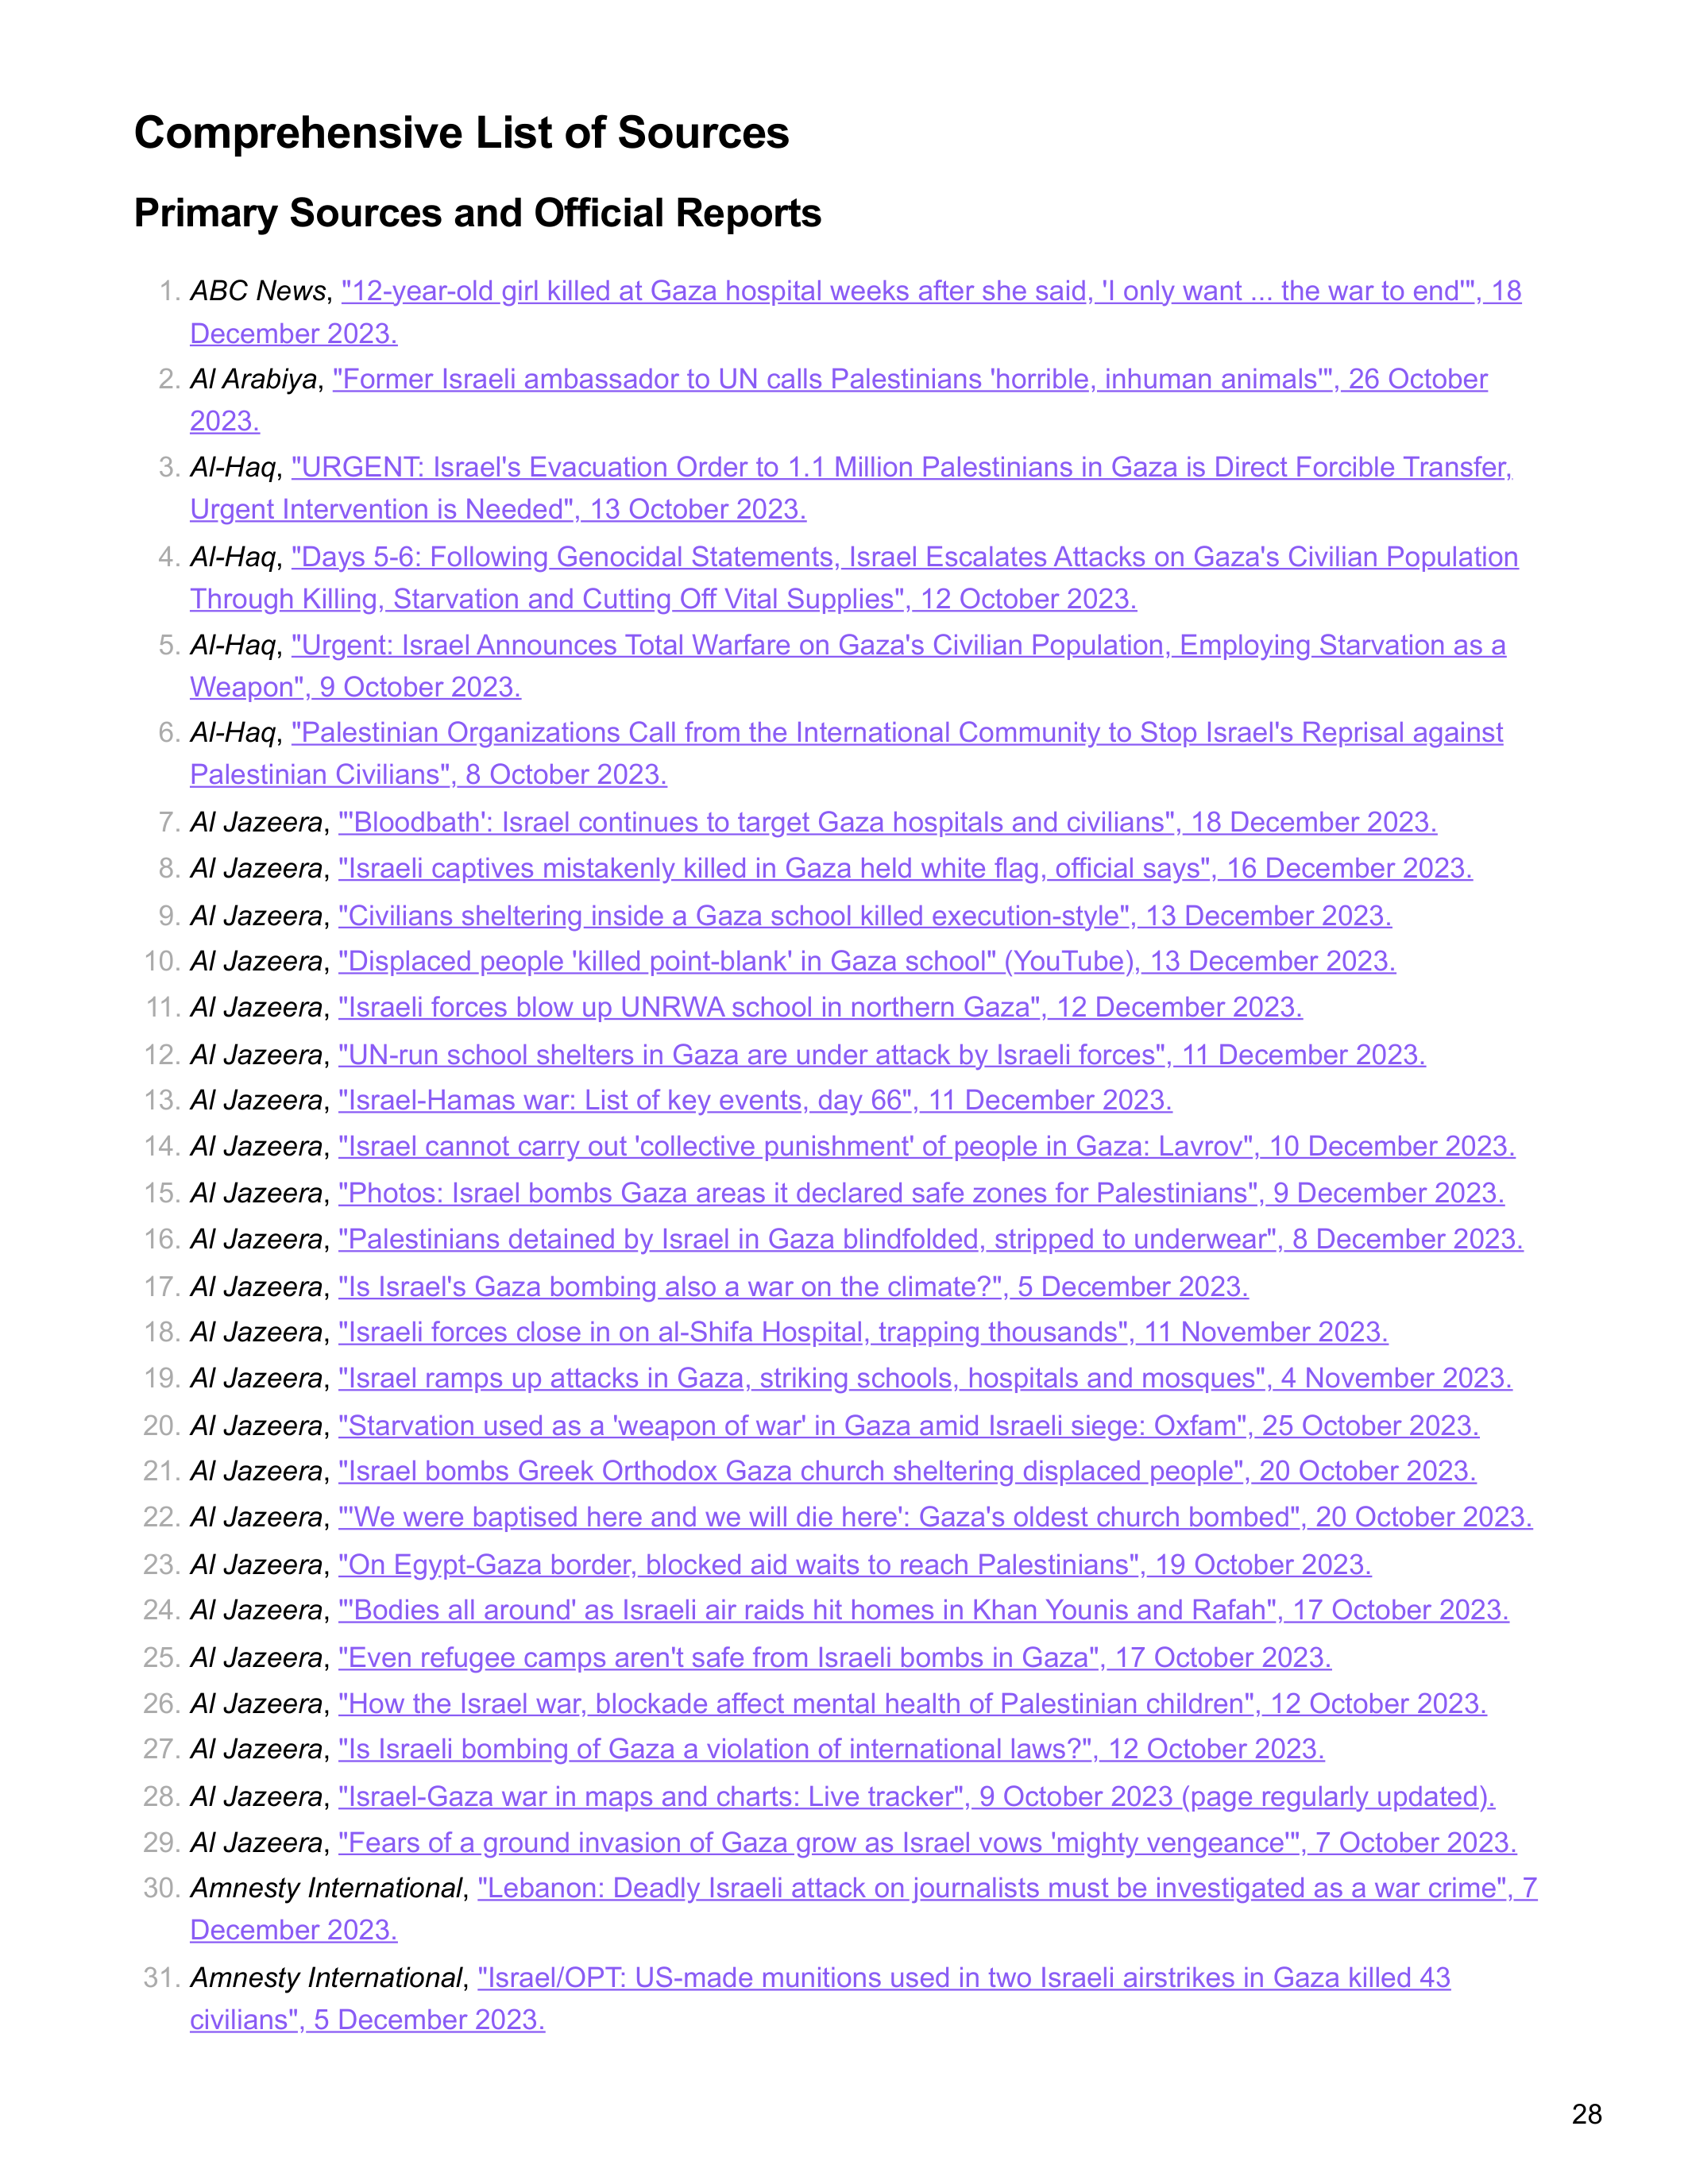 Comprehensive List of Sources
Primary Sources and Official Reports
1. ABC News, "12-year-old girl killed at Gaza hospital weeks after she said, 'I only want ... the war to end'", 18
December 2023.
2. Al Arabiya, "Former Israeli ambassador to UN calls Palestinians 'horrible, inhuman animals'", 26 October
2023.
3. Al-Haq, "URGENT: Israel's Evacuation Order to 1.1 Million Palestinians in Gaza is Direct Forcible Transfer,
Urgent Intervention is Needed", 13 October 2023.
4. Al-Haq, "Days 5-6: Following Genocidal Statements, Israel Escalates Attacks on Gaza's Civilian Population
Through Killing, Starvation and Cutting Off Vital Supplies", 12 October 2023.
5. Al-Haq, "Urgent: Israel Announces Total Warfare on Gaza's Civilian Population, Employing Starvation as a
Weapon", 9 October 2023.
6. Al-Haq, "Palestinian Organizations Call from the International Community to Stop Israel's Reprisal against
Palestinian Civilians", 8 October 2023.
7. Al Jazeera, "'Bloodbath': Israel continues to target Gaza hospitals and civilians", 18 December 2023.
8. Al Jazeera, "Israeli captives mistakenly killed in Gaza held white flag, official says", 16 December 2023.
9. Al Jazeera, "Civilians sheltering inside a Gaza school killed execution-style", 13 December 2023.
10. Al Jazeera, "Displaced people 'killed point-blank' in Gaza school" (YouTube), 13 December 2023.
11. Al Jazeera, "Israeli forces blow up UNRWA school in northern Gaza", 12 December 2023.
12. Al Jazeera, "UN-run school shelters in Gaza are under attack by Israeli forces", 11 December 2023.
13. Al Jazeera, "Israel-Hamas war: List of key events, day 66", 11 December 2023.
14. Al Jazeera, "Israel cannot carry out 'collective punishment' of people in Gaza: Lavrov", 10 December 2023.
15. Al Jazeera, "Photos: Israel bombs Gaza areas it declared safe zones for Palestinians", 9 December 2023.
16. Al Jazeera, "Palestinians detained by Israel in Gaza blindfolded, stripped to underwear", 8 December 2023.
17. Al Jazeera, "Is Israel's Gaza bombing also a war on the climate?", 5 December 2023.
18. Al Jazeera, "Israeli forces close in on al-Shifa Hospital, trapping thousands", 11 November 2023.
19. Al Jazeera, "Israel ramps up attacks in Gaza, striking schools, hospitals and mosques", 4 November 2023.
20. Al Jazeera, "Starvation used as a 'weapon of war' in Gaza amid Israeli siege: Oxfam", 25 October 2023.
21. Al Jazeera, "Israel bombs Greek Orthodox Gaza church sheltering displaced people", 20 October 2023.
22. Al Jazeera, "'We were baptised here and we will die here': Gaza's oldest church bombed", 20 October 2023.
23. Al Jazeera, "On Egypt-Gaza border, blocked aid waits to reach Palestinians", 19 October 2023.
24. Al Jazeera, "'Bodies all around' as Israeli air raids hit homes in Khan Younis and Rafah", 17 October 2023.
25. Al Jazeera, "Even refugee camps aren't safe from Israeli bombs in Gaza", 17 October 2023.
26. Al Jazeera, "How the Israel war, blockade affect mental health of Palestinian children", 12 October 2023.
27. Al Jazeera, "Is Israeli bombing of Gaza a violation of international laws?", 12 October 2023.
28. Al Jazeera, "Israel-Gaza war in maps and charts: Live tracker", 9 October 2023 (page regularly updated).
29. Al Jazeera, "Fears of a ground invasion of Gaza grow as Israel vows 'mighty vengeance'", 7 October 2023.
30. Amnesty International, "Lebanon: Deadly Israeli attack on journalists must be investigated as a war crime", 7
December 2023.
31. Amnesty International, "Israel/OPT: US-made munitions used in two Israeli airstrikes in Gaza killed 43
civilians", 5 December 2023.
28